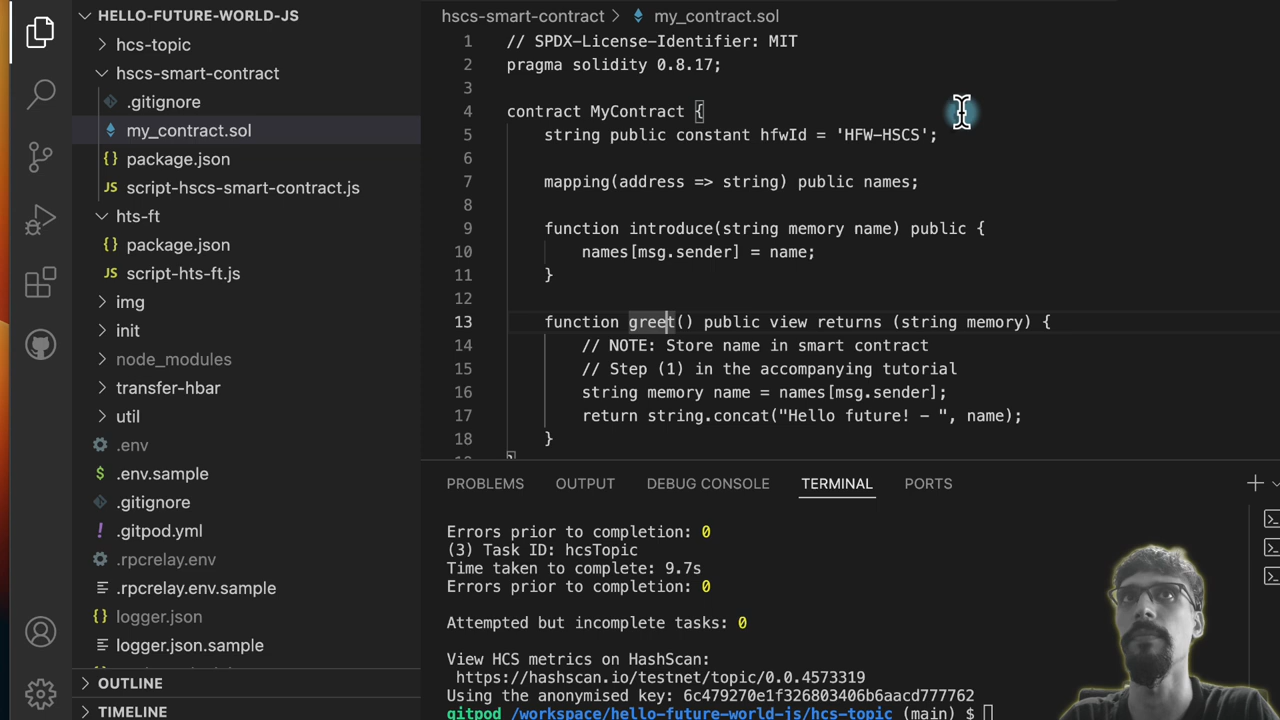 HELLO-FUTURE-WORLD-JS
hcs-topic
hscs-smart-contract
.gitignore
my_contract.sol
package.json
script-hscs-smart-contract.js
hts-ft
package.json
script-hts-ft.js
img
init
node_modules
transfer-hbar
util
.env
.env.sample
.gitignore
.gitpod.yml
.rpcrelay.env
.rpcrelay.env.sample
logger.json
logger.json.sample
OUTLINE
TIMELINE
hscs-smart-contract > my_contract.sol
1 // SPDX-License-Identifier: MIT
2 pragma solidity 0.8.17;
3
4 contract MyContract {
5 string public constant hfwId = 'HFW-HSCS';
6
7 mapping(address => string) public names;
8
9 function introduce(string memory name) public {
10 names[msg.sender] = name;
11 }
12
13 function greet() public view returns (string memory) {
14 // NOTE: Store name in smart contract
15 // Step (1) in the accompanying tutorial
16 string memory name = names[msg.sender];
17 return string.concat("Hello future! - ", name);
18 }
PROBLEMS OUTPUT DEBUG CONSOLE TERMINAL PORTS
Errors prior to completion: 0
(3) Task ID: hcsTopic
Time taken to complete: 9.7s
Errors prior to completion: 0
Attempted but incomplete tasks: 0
View HCS metrics on HashScan:
https://hashscan.io/testnet/topic/0.0.4573319
Using the anonymised key: 6c479270e1f326803406b6aacd777762
gitpod /workspace/hello-future-world-js/hcs-topic (main) $